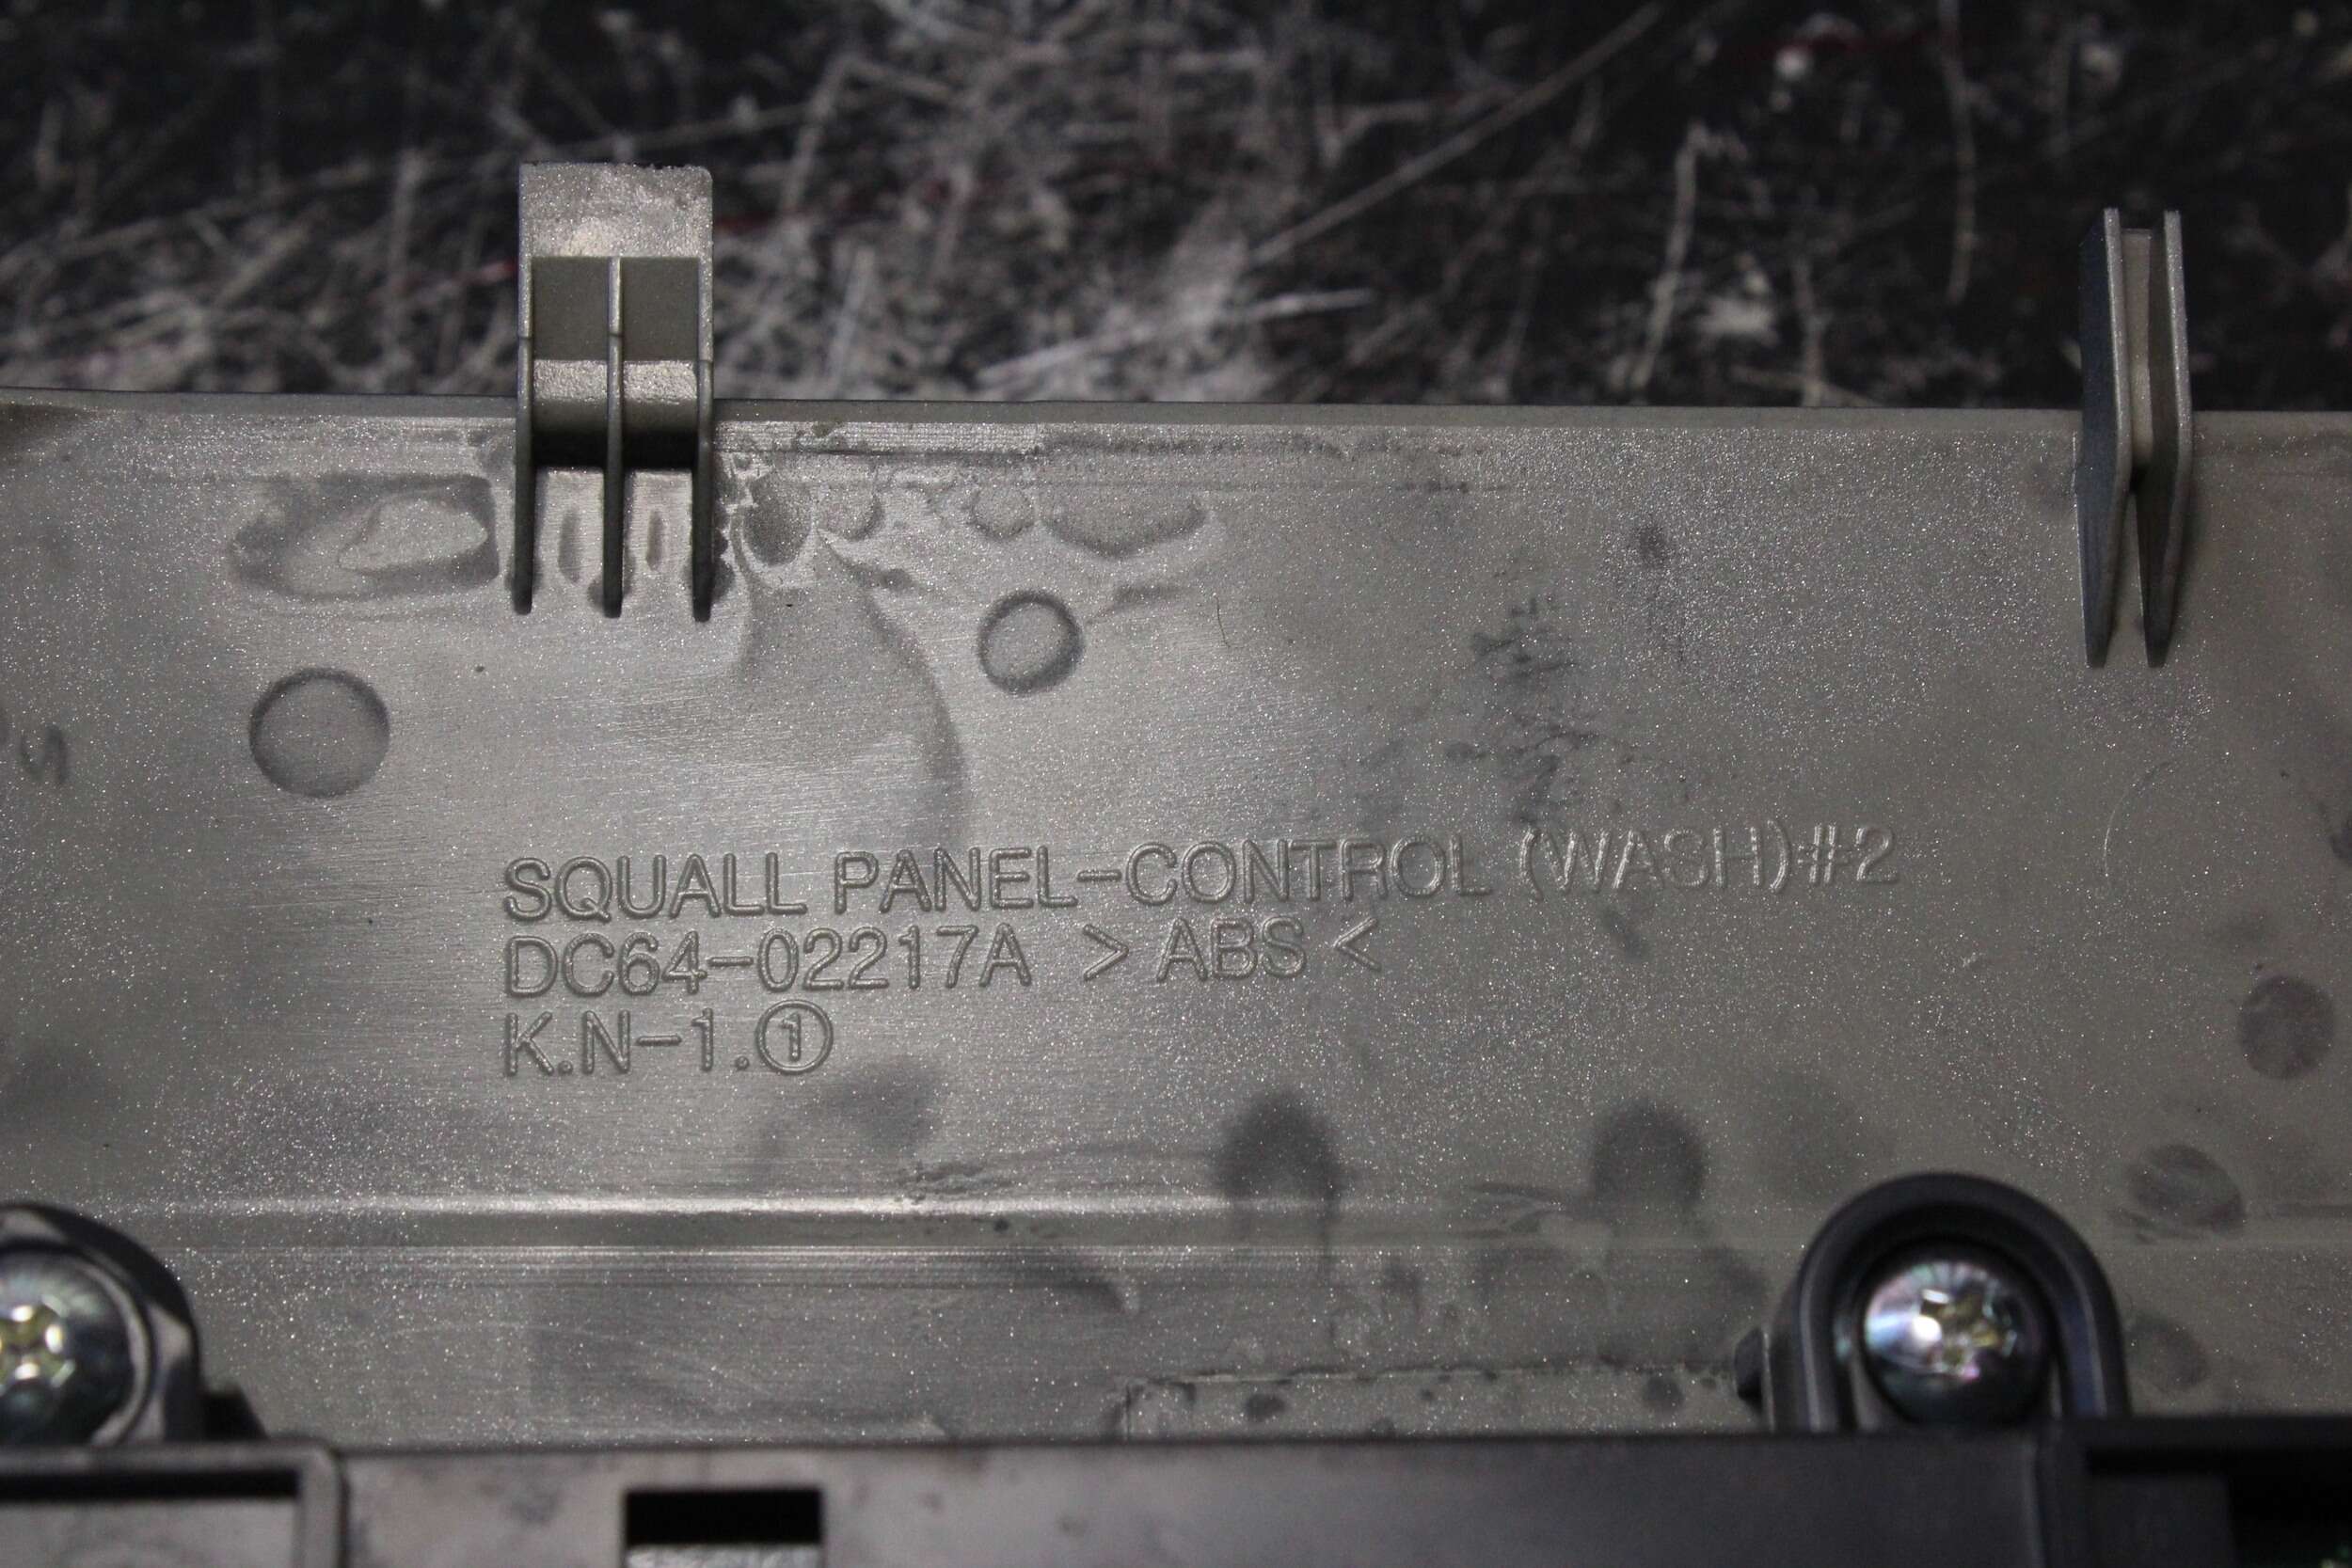 SQUALL PANEL-CONTROL (WASH)#2
DC64-02217A >ABS<
K.N-1.①